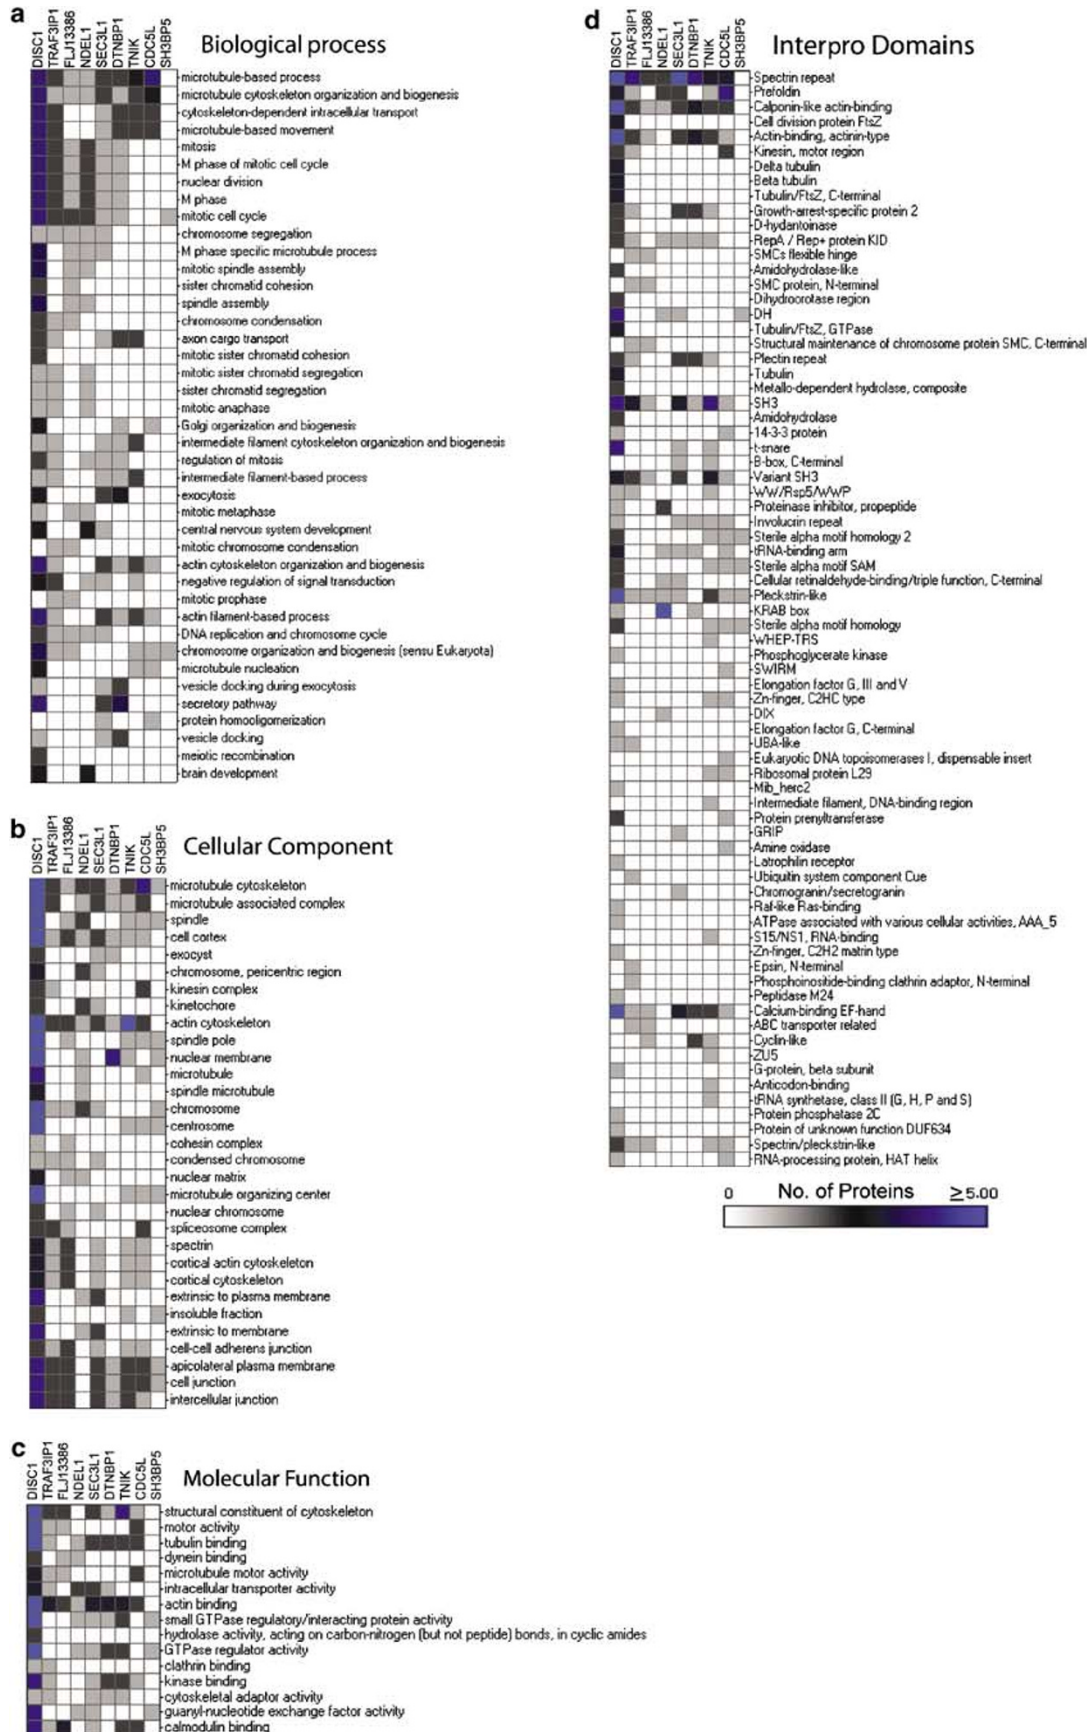 a
DISC1
TRAF3IP1
FLJ13386
NDEL1
SEC3L1
DTNBP1
TNIK
CDC5L
SH3BP5
Biological process
microtubule-based process
microtubule cytoskeleton organization and biogenesis
cytoskeleton-dependent intracellular transport
microtubule-based movement
mitosis
M phase of mitotic cell cycle
nuclear division
M phase
mitotic cell cycle
chromosome segregation
M phase specific microtubule process
mitotic spindle assembly
sister chromatid cohesion
spindle assembly
chromosome condensation
axon cargo transport
mitotic sister chromatid cohesion
mitotic sister chromatid segregation
sister chromatid segregation
mitotic anaphase
Golgi organization and biogenesis
intermediate filament cytoskeleton organization and biogenesis
regulation of mitosis
intermediate filament-based process
exocytosis
mitotic metaphase
central nervous system development
mitotic chromosome condensation
actin cytoskeleton organization and biogenesis
negative regulation of signal transduction
mitotic prophase
actin filament-based process
DNA replication and chromosome cycle
chromosome organization and biogenesis (sensu Eukaryota)
microtubule nucleation
vesicle docking during exocytosis
secretory pathway
protein homooligomerization
vesicle docking
meiotic recombination
brain development
b
DISC1
TRAF3IP1
FLJ13386
NDEL1
SEC3L1
DTNBP1
TNIK
CDC5L
SH3BP5
Cellular Component
microtubule cytoskeleton
microtubule associated complex
spindle
cell cortex
exocyst
chromosome, pericentric region
kinesin complex
kinetochore
actin cytoskeleton
spindle pole
nuclear membrane
microtubule
spindle microtubule
chromosome
centrosome
cohesin complex
condensed chromosome
nuclear matrix
microtubule organizing center
nuclear chromosome
spliceosome complex
spectrin
cortical actin cytoskeleton
cortical cytoskeleton
extrinsic to plasma membrane
insoluble fraction
extrinsic to membrane
cell-cell adherens junction
apicolateral plasma membrane
cell junction
intercellular junction
c
DISC1
TRAF3IP1
FLJ13386
NDEL1
SEC3L1
DTNBP1
TNIK
CDC5L
SH3BP5
Molecular Function
structural constituent of cytoskeleton
motor activity
tubulin binding
dynein binding
microtubule motor activity
intracellular transporter activity
actin binding
small GTPase regulatory/interacting protein activity
hydrolase activity, acting on carbon-nitrogen (but not peptide) bonds, in cyclic amides
GTPase regulator activity
clathrin binding
kinase binding
cytoskeletal adaptor activity
guanyl-nucleotide exchange factor activity
calmodulin binding
d
DISC1
TRAF3IP1
FLJ13386
NDEL1
SEC3L1
DTNBP1
TNIK
CDC5L
SH3BP5
Interpro Domains
Spectrin repeat
Prefoldin
Calponin-like actin-binding
Cell division protein FtsZ
Actin-binding, actinin-type
Kinesin, motor region
Delta tubulin
Beta tubulin
Tubulin/FtsZ, C-terminal
Growth-arrest-specific protein 2
D-hydantoinase
RepA / Rep+ protein KID
SMCs flexible hinge
Amidohydrolase-like
SMC protein, N-terminal
Dihydroorotase region
DH
Tubulin/FtsZ, GTPase
Structural maintenance of chromosome protein SMC, C-terminal
Plectin repeat
Tubulin
Metallo-dependent hydrolase, composite
SH3
Amidohydrolase
14-3-3 protein
t-snare
B-box, C-terminal
Variant SH3
WW/Rsp5/WWP
Proteinase inhibitor, propeptide
Involucrin repeat
Sterile alpha motif homology 2
tRNA-binding arm
Sterile alpha motif SAM
Cellular retinaldehyde-binding/triple function, C-terminal
Pleckstrin-like
KRAB box
Sterile alpha motif homology
WHEP-TRS
Phosphoglycerate kinase
SWIRM
Elongation factor G, III and V
Zn-finger, C2HC type
DIX
Elongation factor G, C-terminal
UBA-like
Eukaryotic DNA topoisomerases I, dispensable insert
Ribosomal protein L29
Mib_herc2
Intermediate filament, DNA-binding region
Protein prenyltransferase
GRIP
Amine oxidase
Latrophilin receptor
Ubiquitin system component Cue
Chromogranin/secretogranin
Raf-like Ras-binding
ATPase associated with various cellular activities, AAA_5
S15/NS1, RNA-binding
Zn-finger, C2H2 matrin type
Epsin, N-terminal
Phosphoinositide-binding clathrin adaptor, N-terminal
Peptidase M24
Calcium-binding EF-hand
ABC transporter related
Cyclin-like
ZU5
G-protein, beta subunit
Anticodon-binding
tRNA synthetase, class II (G, H, P and S)
Protein phosphatase 2C
Protein of unknown function DUF634
Spectrin/pleckstrin-like
RNA-processing protein, HAT helix
0 No. of Proteins ≥5.00